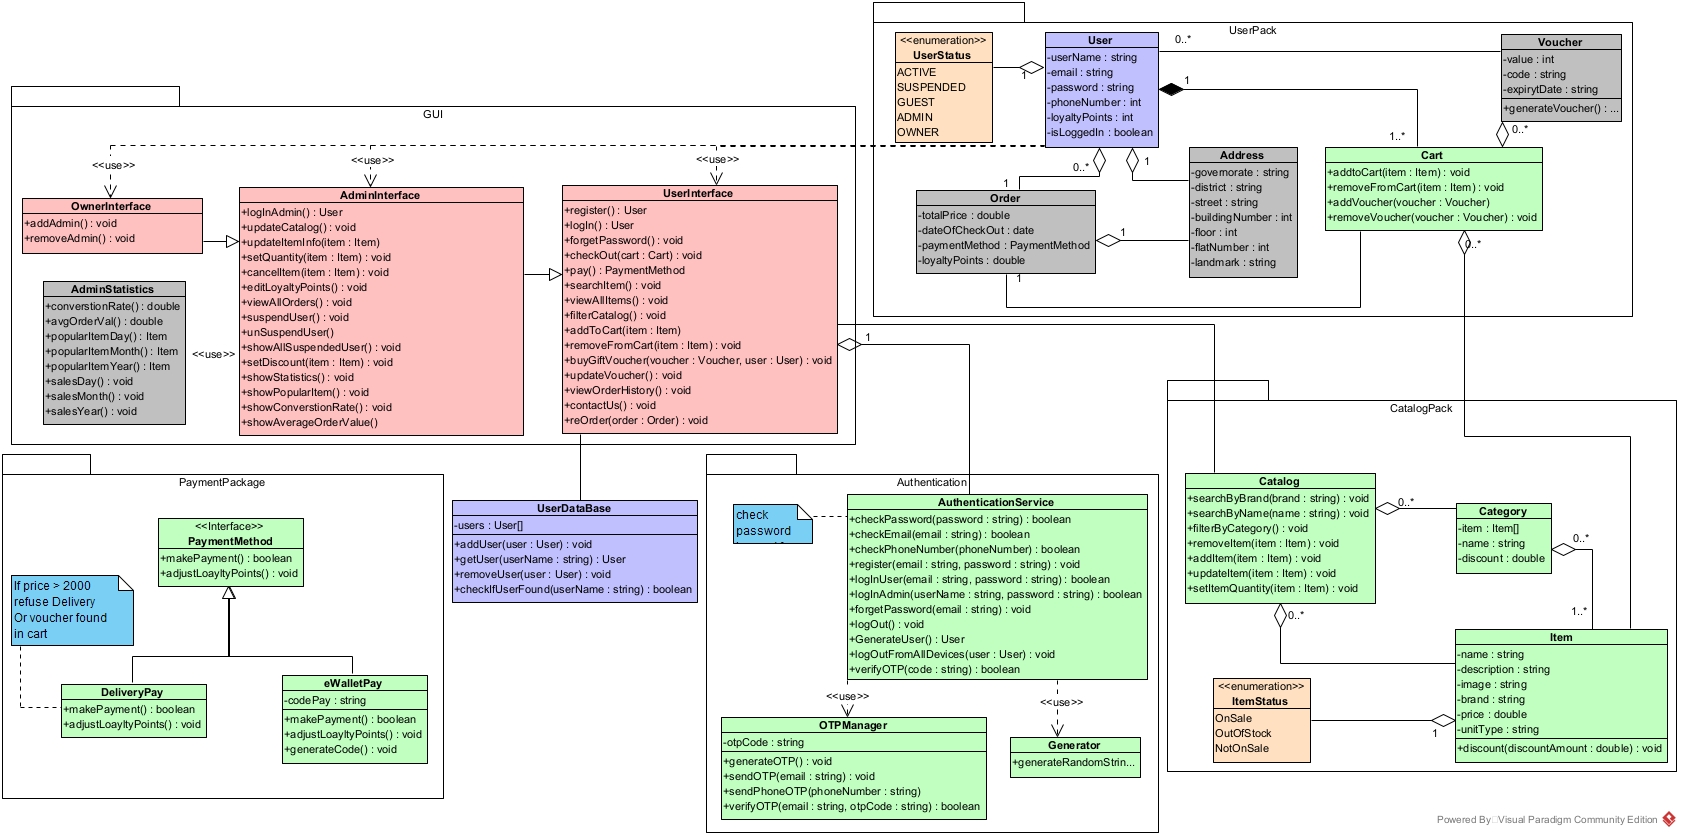 UserPack
<<enumeration>>
UserStatus
ACTIVE
SUSPENDED
GUEST
ADMIN
OWNER
1
User
-userName : string
-email : string
-password : string
-phoneNumber : int
-loyaltyPoints : int
-isLoggedIn : boolean
0..*
1
1..*
Voucher
-value : int
-code : string
-expirytDate : string
+generateVoucher() : ...
0..*
0..*
1
1
Order
-totalPrice : double
-dateOfCheckOut : date
-paymentMethod : PaymentMethod
-loyaltyPoints : double
1
1
Address
-governorate : string
-district : string
-street : string
-buildingNumber : int
-floor : int
-flatNumber : int
-landmark : string
Cart
+addtoCart(item : Item) : void
+removeFromCart(item : Item) : void
+addVoucher(voucher : Voucher)
+removeVoucher(voucher : Voucher) : void
0..*
GUI
<<use>>
<<use>>
<<use>>
OwnerInterface
+addAdmin() : void
+removeAdmin() : void
AdminStatistics
+converstionRate() : double
+avgOrderVal() : double
+popularItemDay() : Item
+popularItemMonth() : Item
+popularItemYear() : Item
+salesDay() : void
+salesMonth() : void
+salesYear() : void
<<use>>
AdminInterface
+logInAdmin() : User
+updateCatalog() : void
+updateItemInfo(item : Item)
+setQuantity(item : Item) : void
+cancelItem(item : Item) : void
+editLoyaltyPoints() : void
+viewAllOrders() : void
+suspendUser() : void
+unSuspendUser()
+showAllSuspendedUser() : void
+setDiscount(item : Item) : void
+showStatistics() : void
+showPopularItem() : void
+showConverstionRate() : void
+showAverageOrderValue()
UserInterface
+register() : User
+logIn() : User
+forgetPassword() : void
+checkOut(cart : Cart) : void
+pay() : PaymentMethod
+searchItem() : void
+viewAllItems() : void
+filterCatalog() : void
+addToCart(item : Item)
+removeFromCart(item : Item) : void
+buyGiftVoucher(voucher : Voucher, user : User) : void
+updateVoucher() : void
+viewOrderHistory() : void
+contactUs() : void
+reOrder(order : Order) : void
1
PaymentPackage
<<Interface>>
PaymentMethod
+makePayment() : boolean
+adjustLoayltyPoints() : void
If price > 2000
refuse Delivery
Or voucher found
in cart
DeliveryPay
+makePayment() : boolean
+adjustLoayltyPoints() : void
eWalletPay
-codePay : string
+makePayment() : boolean
+adjustLoayltyPoints() : void
+generateCode() : void
UserDataBase
-users : User[]
+addUser(user : User) : void
+getUser(userName : string) : User
+removeUser(user : User) : void
+checkIfUserFound(userName : string) : boolean
Authentication
check
password
AuthenticationService
+checkPassword(password : string) : boolean
+checkEmail(email : string) : boolean
+checkPhoneNumber(phoneNumber) : boolean
+register(email : string, password : string) : void
+logInUser(email : string, password : string) : boolean
+logInAdmin(userName : string, password : string) : boolean
+forgetPassword(email : string) : void
+logOut() : void
+GenerateUser() : User
+logOutFromAllDevices(user : User) : void
+verifyOTP(code : string) : boolean
<<use>>
<<use>>
OTPManager
-otpCode : string
+generateOTP() : void
+sendOTP(email : string) : void
+sendPhoneOTP(phoneNumber : string)
+verifyOTP(email : string, otpCode : string) : boolean
Generator
+generateRandomStrin...
CatalogPack
Catalog
+searchByBrand(brand : string) : void
+searchByName(name : string) : void
+filterByCategory() : void
+removeItem(item : Item) : void
+addItem(item : Item) : void
+updateItem(item : Item) : void
+setItemQuantity(item : Item) : void
0..*
0..*
Category
-item : Item[]
-name : string
-discount : double
0..*
1..*
Item
-name : string
-description : string
-image : string
-brand : string
-price : double
-unitType : string
+discount(discountAmount : double) : void
<<enumeration>>
ItemStatus
OnSale
OutOfStock
NotOnSale
1
Powered By Visual Paradigm Community Edition